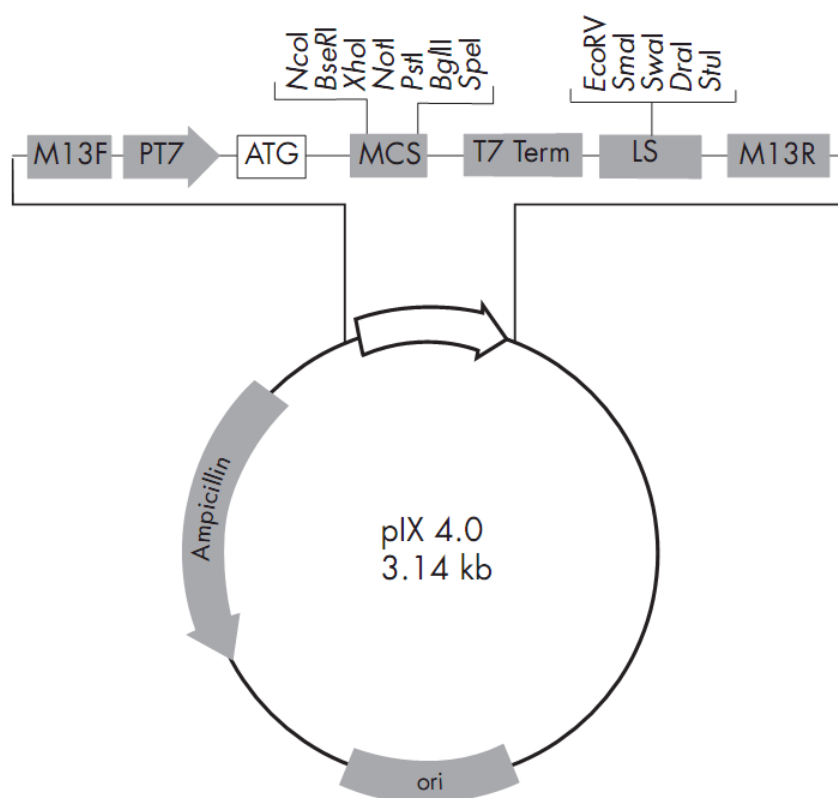 NcoI
BseRI
XhoI
NotI
PstI
BglII
SpeI
EcoRV
SmaI
SwaI
DraI
StuI
M13F
PT7
ATG
MCS
T7 Term
LS
M13R
Ampicillin
pIX 4.0
3.14 kb
ori